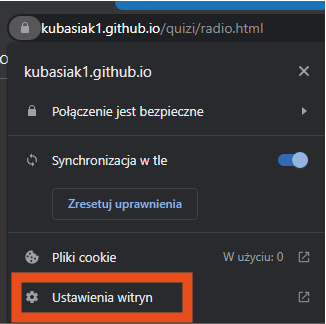 kubasiak1.github.io/quizi/radio.html
kubasiak1.github.io
Połączenie jest bezpieczne
Synchronizacja w tle
Zresetuj uprawnienia
Pliki cookie W użyciu: 0
Ustawienia witryn